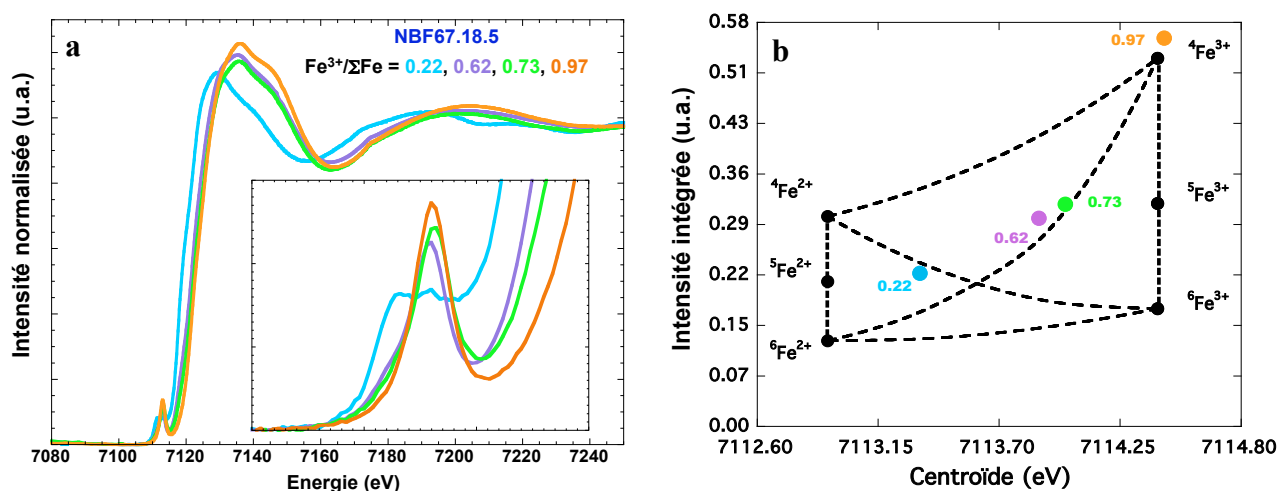 a
NBF67.18.5
Fe³⁺/ΣFe = 0.22, 0.62, 0.73, 0.97
Intensité normalisée (u.a.)
7080 7100 7120 7140 7160 7180 7200 7220 7240
Energie (eV)
b
0.97
⁴Fe³⁺
0.51
0.43
0.36
⁴Fe²⁺
⁵Fe³⁺
0.73
0.29
0.62
0.22
0.22
⁵Fe²⁺
⁶Fe³⁺
0.15
⁶Fe²⁺
0.07
0.00
0.58
Intensité intégrée (u.a.)
7112.60 7113.15 7113.70 7114.25 7114.80
Centroïde (eV)